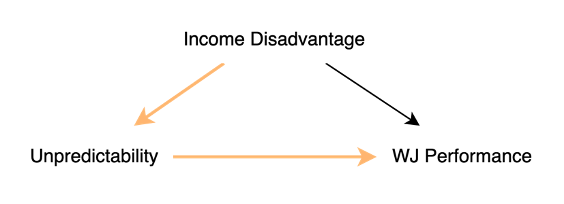 Income Disadvantage
Unpredictability
WJ Performance